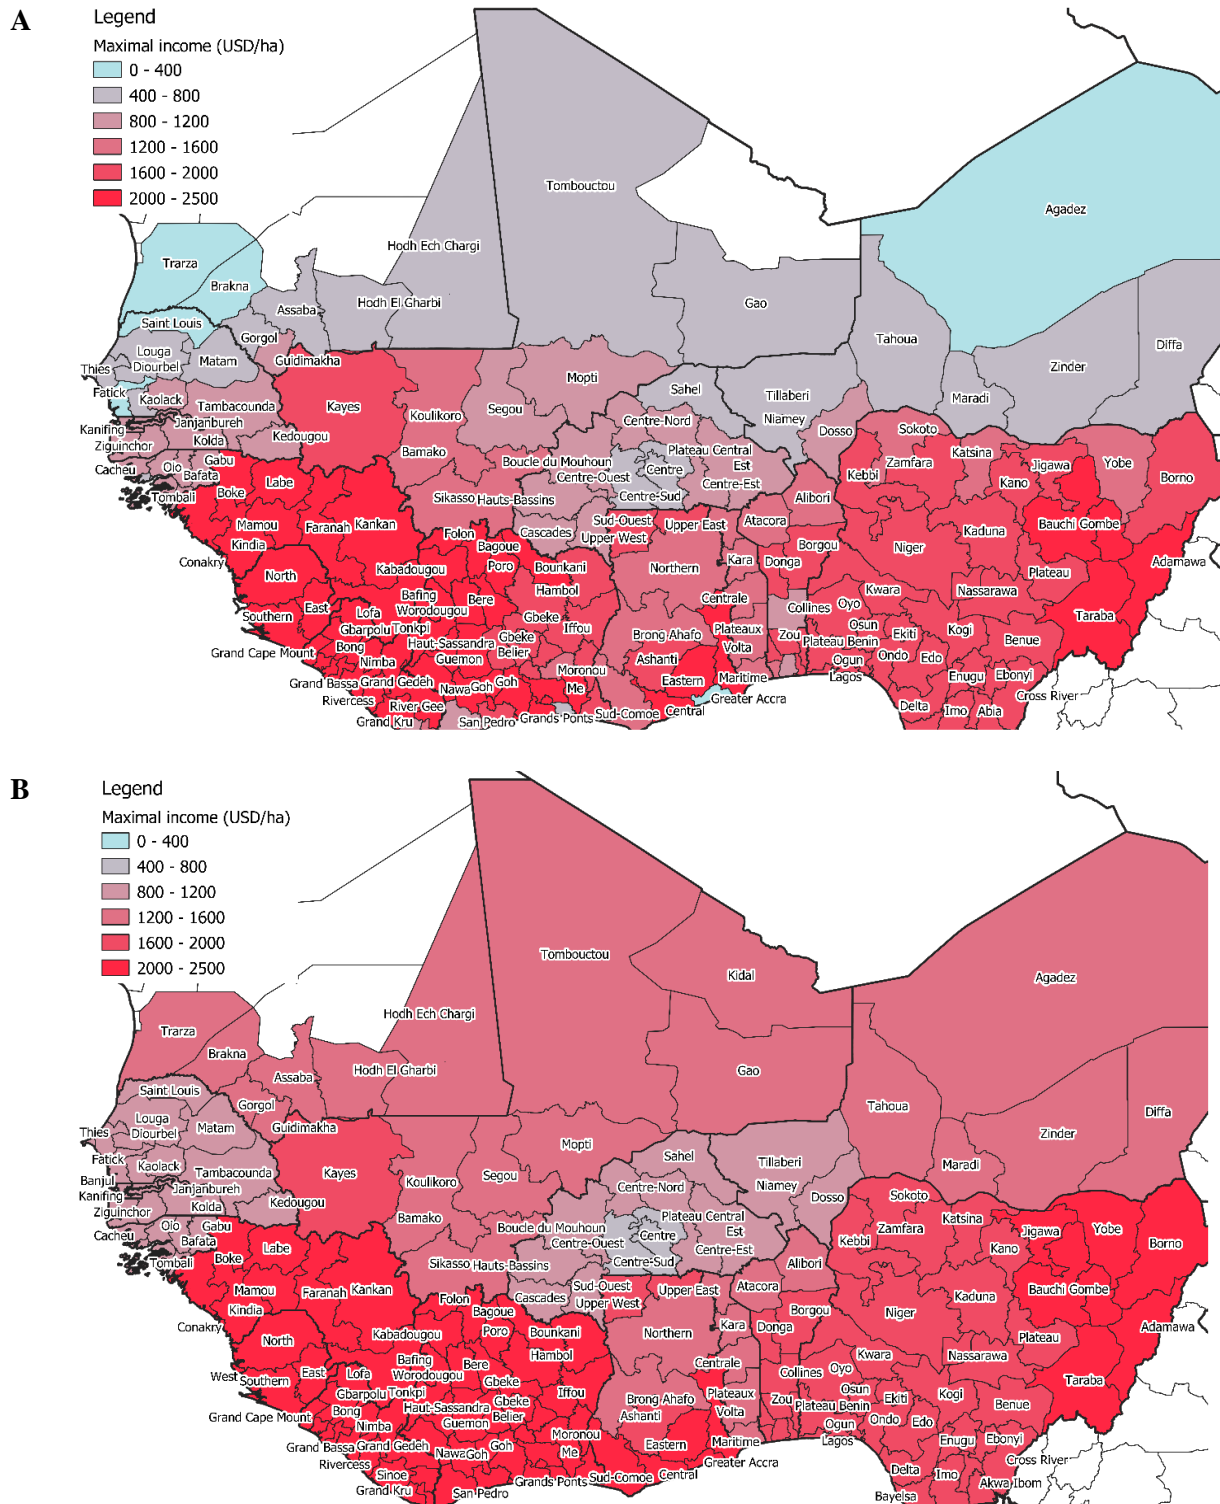 A
Legend
Maximal income (USD/ha)
0 - 400
400 - 800
800 - 1200
1200 - 1600
1600 - 2000
2000 - 2500
Tombouctou
Agadez
Hodh Ech Chargi
Trarza
Brakna
Hodh El Gharbi
Gao
Assaba
Saint Louis
Gorgol
Tahoua
Diffa
Louga
Diourbel
Matam
Guidimakha
Zinder
Thies
Mopti
Sahel
Tillaberi
Maradi
Fatick
Kaolack
Tambacounda
Kayes
Koulikoro
Segou
Niamey
Kanifing
Janjanbureh
Centre-Nord
Dosso
Sokoto
Ziguinchor
Kolda
Kedougou
Bamako
Plateau Central
Katsina
Cacheu
Oio
Gabu
Boucle du Mouhoun
Centre
Est
Kebbi
Zamfara
Jigawa
Yobe
Borno
Bafata
Centre-Ouest
Centre-Est
Kano
Tombali
Boke
Labe
Sikasso
Hauts-Bassins
Centre-Sud
Alibori
Mamou
Faranah
Kankan
Folon
Cascades
Sud-Ouest
Upper West
Upper East
Atacora
Bauchi
Gombe
Kindia
Bagoue
Borgou
Niger
Kaduna
Conakry
North
Kabadougou
Poro
Bounkani
Northern
Kara
Donga
Plateau
Adamawa
Bafing
Bere
Hambol
Centrale
Kwara
Nassarawa
Southern
East
Lofa
Worodougou
Gbeke
Collines
Oyo
Taraba
Gbarpolu
Tonkpi
Iffou
Brong Ahafo
Plateaux
Zou
Osun
Ekiti
Kogi
Benue
Grand Cape Mount
Bong
Haut-Sassandra
Gbeke
Belier
Volta
Plateau Benin
Nimba
Guemon
Moronou
Ashanti
Ogun
Ondo
Edo
Grand Bassa
Grand Gedeh
Nawa
Goh
Goh
Me
Eastern
Maritime
Lagos
Enugu
Ebonyi
Rivercess
River Gee
Cross River
Grand Kru
San Pedro
Grands Ponts
Sud-Comoe
Central
Greater Accra
Delta
Imo
Abia
B
Legend
Maximal income (USD/ha)
0 - 400
400 - 800
800 - 1200
1200 - 1600
1600 - 2000
2000 - 2500
Tombouctou
Kidal
Agadez
Hodh Ech Chargi
Trarza
Brakna
Hodh El Gharbi
Gao
Assaba
Saint Louis
Gorgol
Tahoua
Diffa
Louga
Diourbel
Matam
Guidimakha
Zinder
Thies
Mopti
Sahel
Tillaberi
Maradi
Fatick
Kaolack
Tambacounda
Kayes
Koulikoro
Segou
Banjul
Kanifing
Janjanbureh
Centre-Nord
Niamey
Dosso
Sokoto
Ziguinchor
Kolda
Kedougou
Bamako
Plateau Central
Katsina
Cacheu
Oio
Gabu
Boucle du Mouhoun
Centre
Est
Kebbi
Zamfara
Jigawa
Yobe
Borno
Bafata
Centre-Ouest
Centre-Est
Kano
Tombali
Boke
Labe
Sikasso
Hauts-Bassins
Centre-Sud
Alibori
Mamou
Faranah
Kankan
Folon
Cascades
Sud-Ouest
Upper West
Upper East
Atacora
Bauchi
Gombe
Kindia
Bagoue
Borgou
Niger
Kaduna
Conakry
North
Kabadougou
Poro
Bounkani
Northern
Kara
Donga
Plateau
Adamawa
Bafing
Bere
Hambol
Centrale
Kwara
Nassarawa
West
Southern
East
Lofa
Worodougou
Gbeke
Collines
Oyo
Taraba
Gbarpolu
Tonkpi
Iffou
Brong Ahafo
Plateaux
Zou
Osun
Ekiti
Kogi
Benue
Grand Cape Mount
Bong
Haut-Sassandra
Gbeke
Belier
Ashanti
Volta
Plateau Benin
Nimba
Guemon
Moronou
Ogun
Ondo
Edo
Grand Bassa
Grand Gedeh
Nawa
Goh
Goh
Me
Eastern
Maritime
Lagos
Enugu
Ebonyi
Rivercess
Sinoe
Cross River
Grand Kru
San Pedro
Grands Ponts
Sud-Comoe
Central
Greater Accra
Delta
Imo
Akwa Ibom
Bayelsa